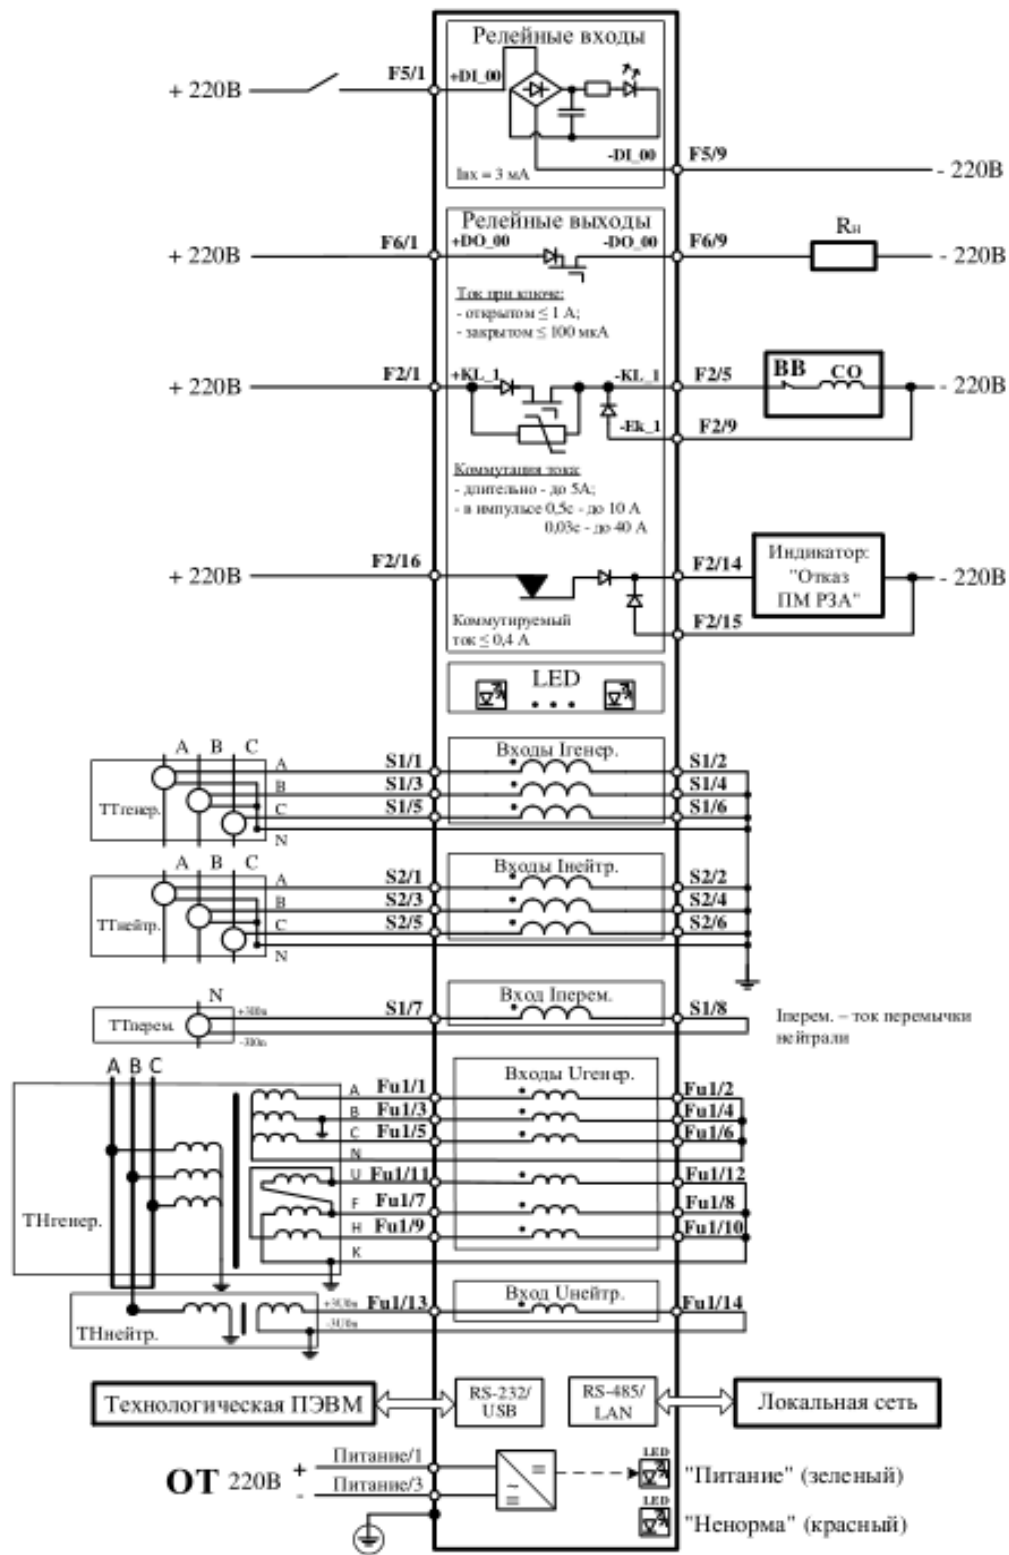 Релейные входы
+ 220В F5/1 +DI_00
-DI_00 F5/9
- 220В
Iвх = 3 мА
Релейные выходы
+ 220В F6/1 +DO_00 -DO_00 F6/9 Rн - 220В
Ток при ключе:
- открытом ≤ 1 А;
- закрытом ≤ 100 мкА
+ 220В F2/1 +KL_1 -KL_1 F2/5 ВВ СО - 220В
-Ek_1 F2/9
Коммутация тока:
- длительно - до 5А;
- в импульсе 0,5с - до 10 А
0,03с - до 40 А
+ 220В F2/16 F2/14 - 220В
Индикатор:
"Отказ
ПМ РЗА"
F2/15
Коммутируемый
ток ≤ 0,4 А
LED
A B C
Входы Iгенер.
A S1/1 S1/2
B S1/3 S1/4
ТТгенер. C S1/5 S1/6
N
A B C
Входы Iнейтр.
A S2/1 S2/2
B S2/3 S2/4
ТТнейтр. C S2/5 S2/6
N
N
Вход Iперем.
ТТперем. +3I0n S1/7 S1/8
-3I0n
Iперем. – ток перемычки
нейтрали
A B C
Входы Uгенер.
A Fu1/1 Fu1/2
B Fu1/3 Fu1/4
C Fu1/5 Fu1/6
N
U Fu1/11 Fu1/12
F Fu1/7 Fu1/8
ТНгенер.
H Fu1/9 Fu1/10
K
Вход Uнейтр.
+3U0n Fu1/13 Fu1/14
-3U0n
ТНнейтр.
Технологическая ПЭВМ
RS-232/
USB
RS-485/
LAN
Локальная сеть
ОТ 220В
+ Питание/1
- Питание/3
LED
"Питание" (зеленый)
LED
"Ненорма" (красный)